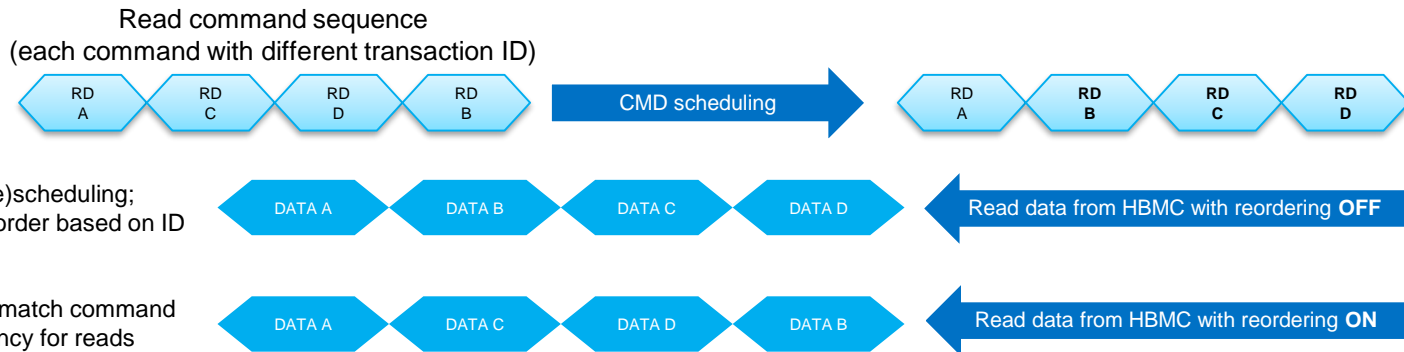 Read command sequence
(each command with different transaction ID)
RD
A
RD
C
RD
D
RD
B
CMD scheduling
RD
A
RD
B
RD
C
RD
D
e)scheduling;
order based on ID
DATA A
DATA B
DATA C
DATA D
Read data from HBMC with reordering OFF
match command
ncy for reads
DATA A
DATA C
DATA D
DATA B
Read data from HBMC with reordering ON